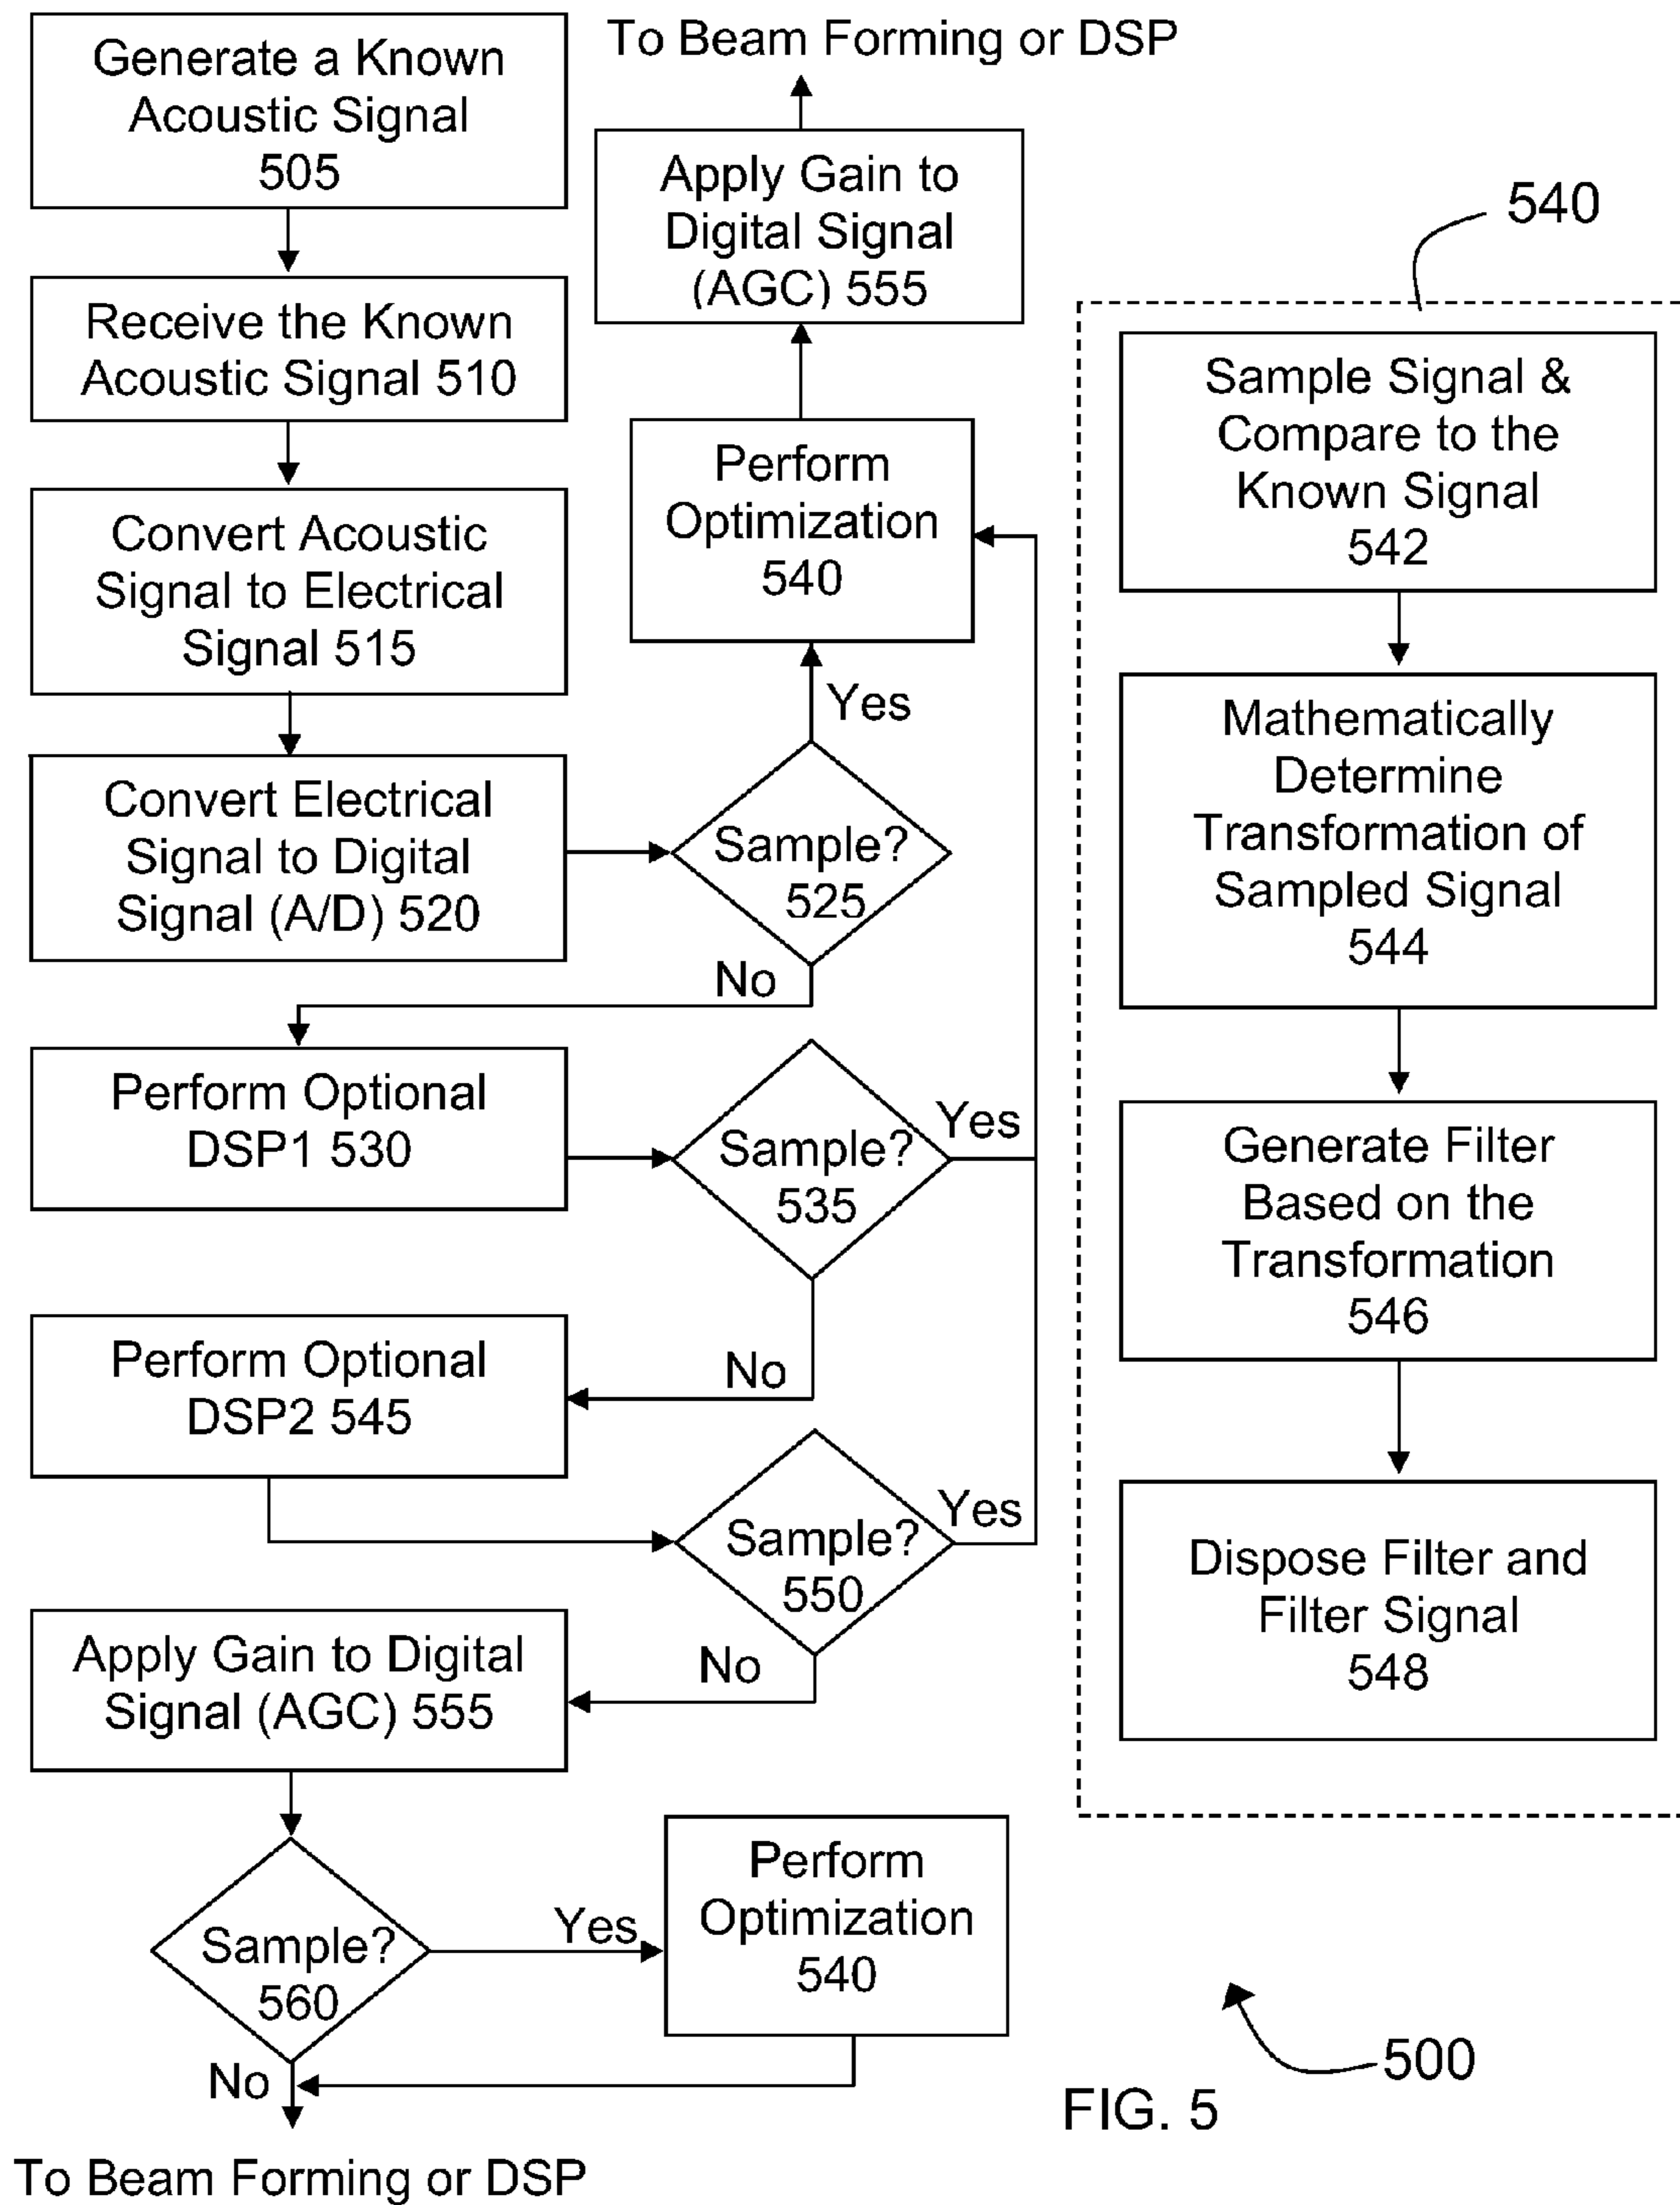 Generate a Known
Acoustic Signal
505
Receive the Known
Acoustic Signal 510
Convert Acoustic
Signal to Electrical
Signal 515
Convert Electrical
Signal to Digital
Signal (A/D) 520
To Beam Forming or DSP
Apply Gain to
Digital Signal
(AGC) 555
Perform
Optimization
540
Yes
Sample?
525
No
Perform Optional
DSP1 530
Sample?
535
Yes
No
Perform Optional
DSP2 545
Sample?
550
Yes
No
Apply Gain to Digital
Signal (AGC) 555
Sample?
560
Yes
Perform
Optimization
540
No
To Beam Forming or DSP
540
Sample Signal &
Compare to the
Known Signal
542
Mathematically
Determine
Transformation of
Sampled Signal
544
Generate Filter
Based on the
Transformation
546
Dispose Filter and
Filter Signal
548
500
FIG. 5